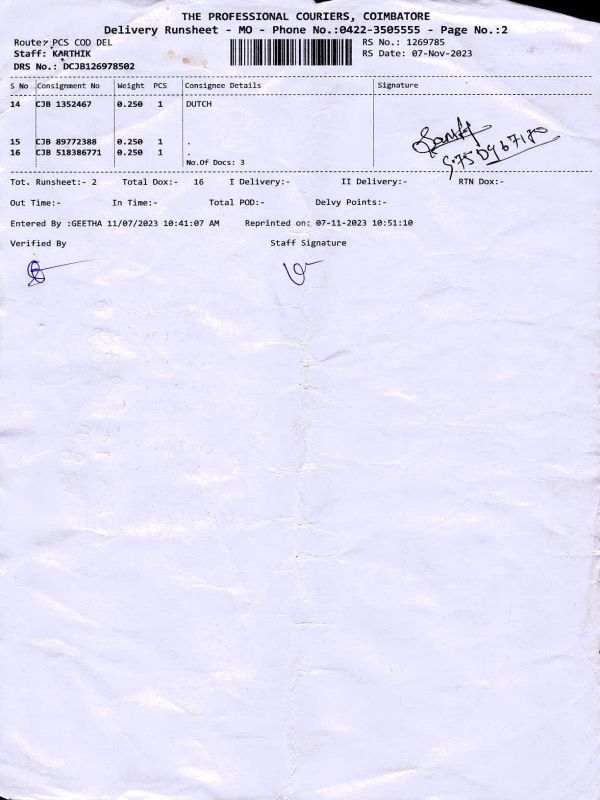 THE PROFESSIONAL COURIERS, COIMBATORE
Delivery Runsheet - MO - Phone No.:0422-3505555 - Page No.:2
Route: PCS COD DEL
RS No.: 1269785
Staff: KARTHIK
RS Date: 07-Nov-2023
DRS No.: DCJB126978502
S No Consignment No Weight PCS Consignee Details Signature
14 CJB 1352467 0.250 1 DUTCH
15 CJB 89772388 0.250 1 .
16 CJB 518386771 0.250 1 .
No.Of Docs: 3
Tot. Runsheet:- 2 Total Dox:- 16 I Delivery:- II Delivery:- RTN Dox:-
Out Time:- In Time:- Total POD:- Delvy Points:-
Entered By :GEETHA 11/07/2023 10:41:07 AM Reprinted on: 07-11-2023 10:51:10
Verified By Staff Signature